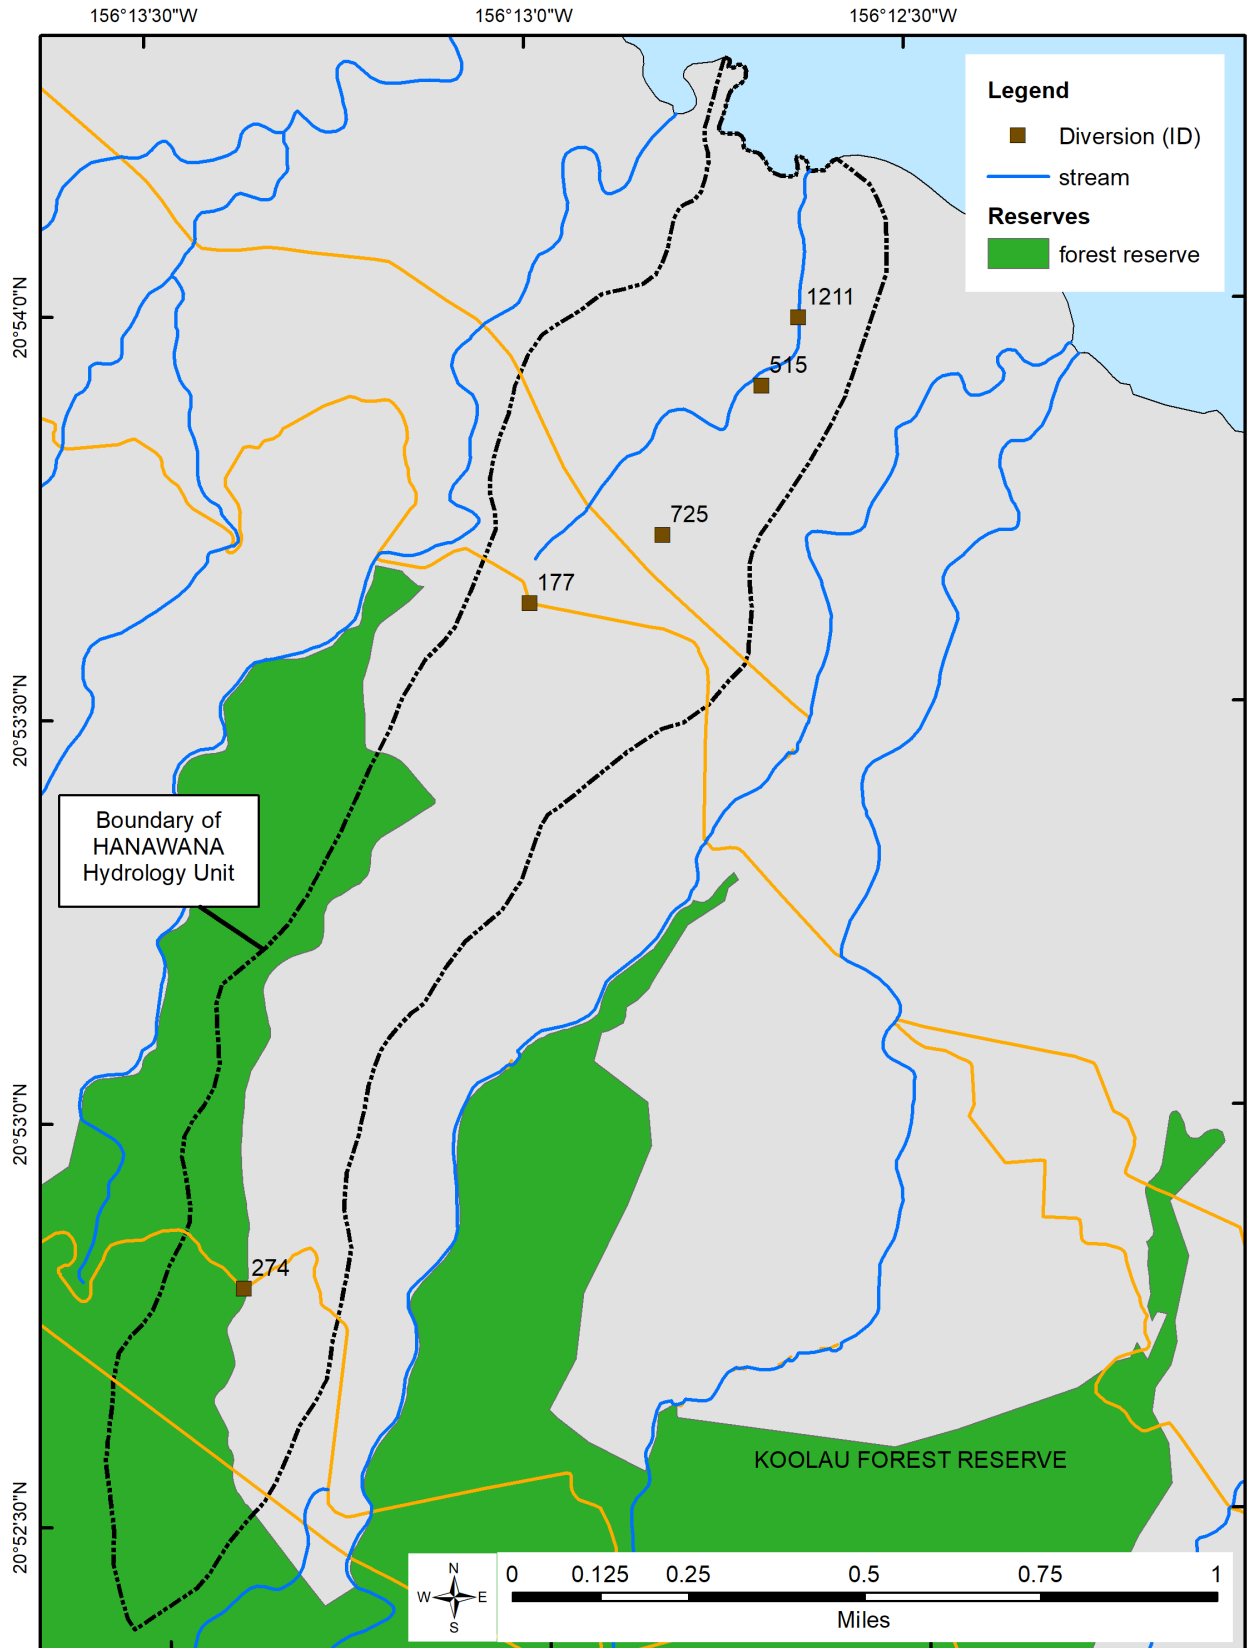 156°13'30"W
156°13'0"W
156°12'30"W
Legend
Diversion (ID)
stream
Reserves
forest reserve
20°54'0"N
1211
515
725
177
20°53'30"N
Boundary of
HANAWANA
Hydrology Unit
20°53'0"N
274
KOOLAU FOREST RESERVE
20°52'30"N
N
W E
S
0 0.125 0.25 0.5 0.75 1
Miles